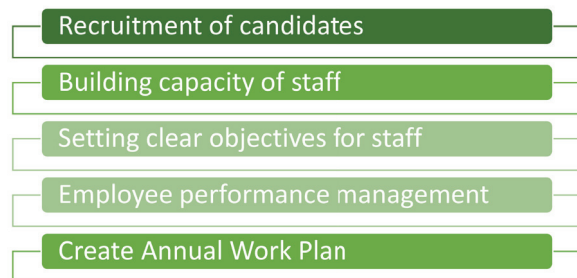 Recruitment of candidates
Building capacity of staff
Setting clear objectives for staff
Employee performance management
Create Annual Work Plan